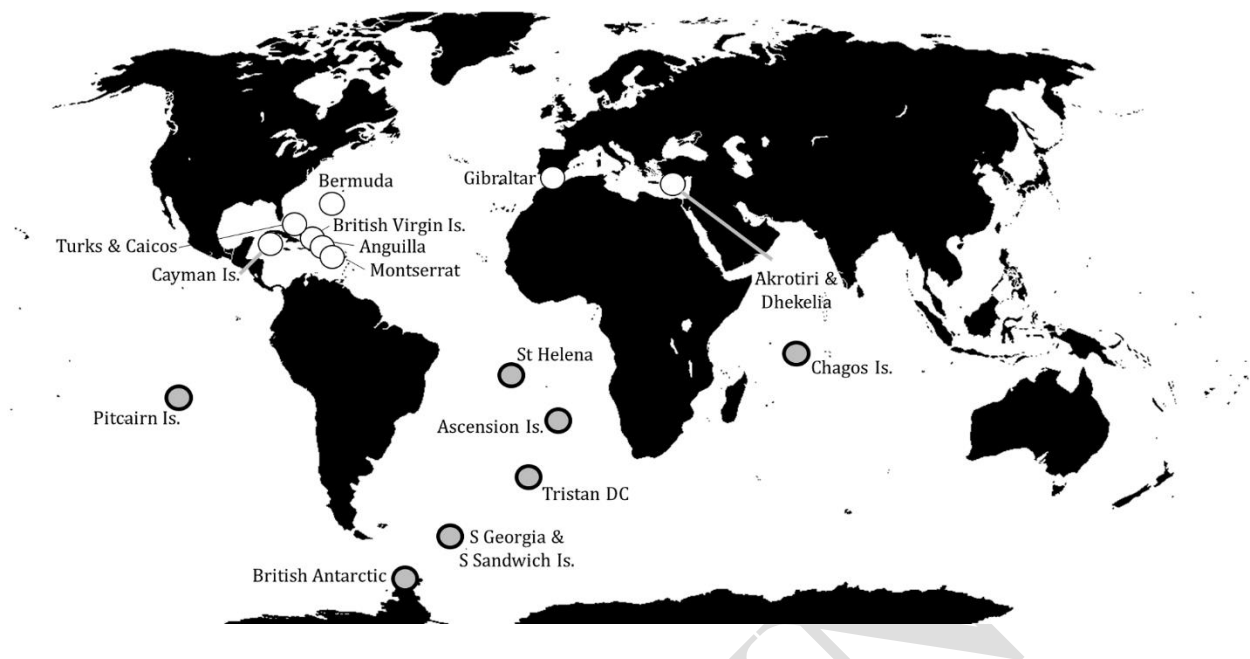 Bermuda
Gibraltar
British Virgin Is.
Turks & Caicos
Anguilla
Cayman Is.
Montserrat
Akrotiri &
Dhekelia
St Helena
Chagos Is.
Pitcairn Is.
Ascension Is.
Tristan DC
S Georgia &
S Sandwich Is.
British Antarctic